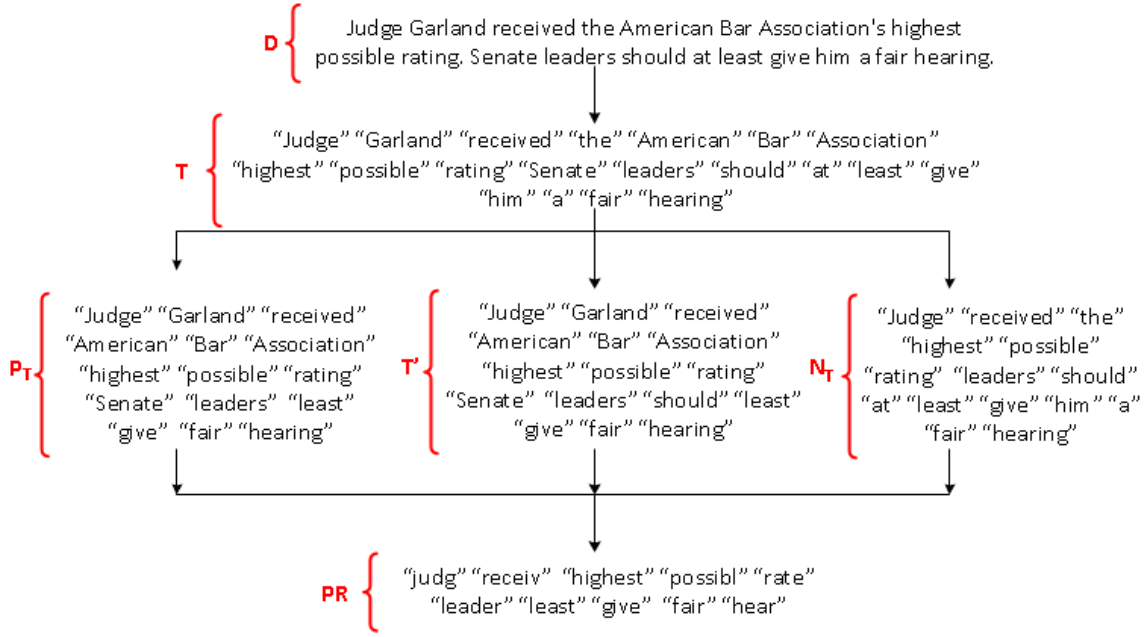 D
Judge Garland received the American Bar Association's highest
possible rating. Senate leaders should at least give him a fair hearing.
T
“Judge” “Garland” “received” “the” “American” “Bar” “Association”
“highest” “possible” “rating” “Senate” “leaders” “should” “at” “least” “give”
“him” “a” “fair” “hearing”
PT
“Judge” “Garland” “received”
“American” “Bar” “Association”
“highest” “possible” “rating”
“Senate” “leaders” “least”
“give” “fair” “hearing”
T'
“Judge” “Garland” “received”
“American” “Bar” “Association”
“highest” “possible” “rating”
“Senate” “leaders” “should” “least”
“give” “fair” “hearing”
NT
“Judge” “received” “the”
“highest” “possible”
“rating” “leaders” “should”
“at” “least” “give” “him” “a”
“fair” “hearing”
PR
“judg” “receiv” “highest” “possibl” “rate”
“leader” “least” “give” “fair” “hear”